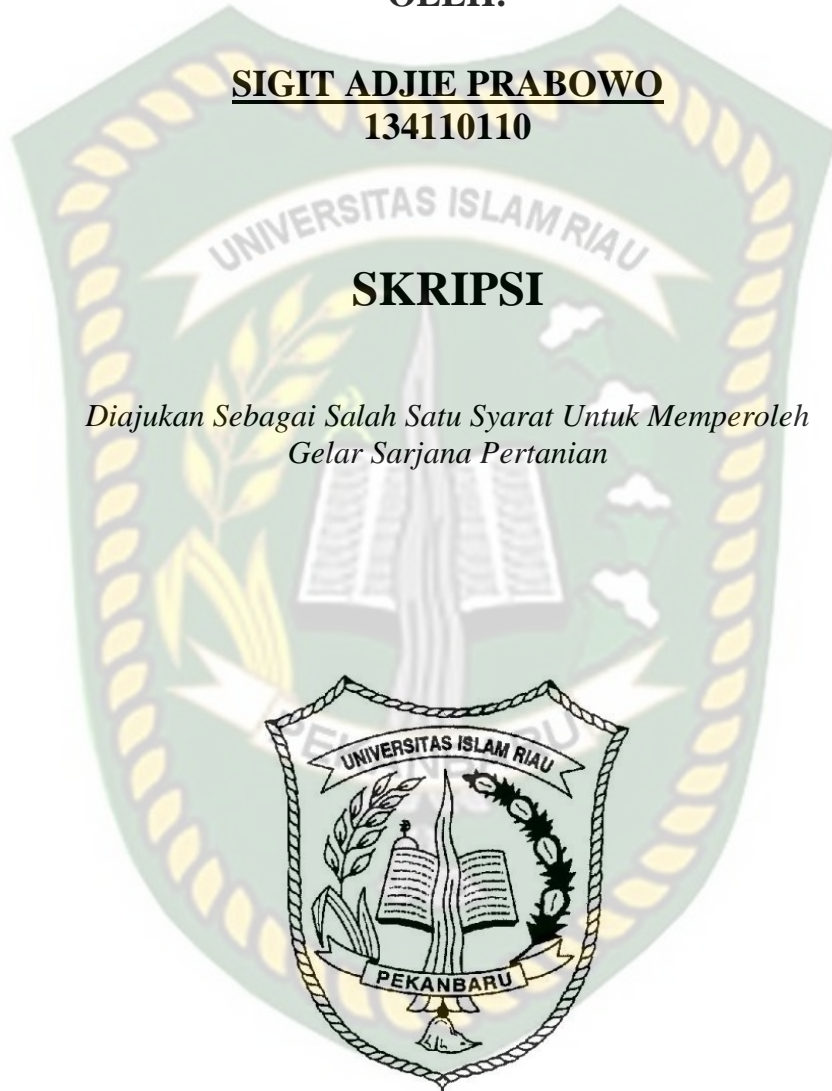 OLEH:
SIGIT ADJIE PRABOWO
134110110
UNIVERSITAS ISLAM RIAU
SKRIPSI
Diajukan Sebagai Salah Satu Syarat Untuk Memperoleh
Gelar Sarjana Pertanian
PEKANBARU
UNIVERSITAS ISLAM RIAU
PEKANBARU